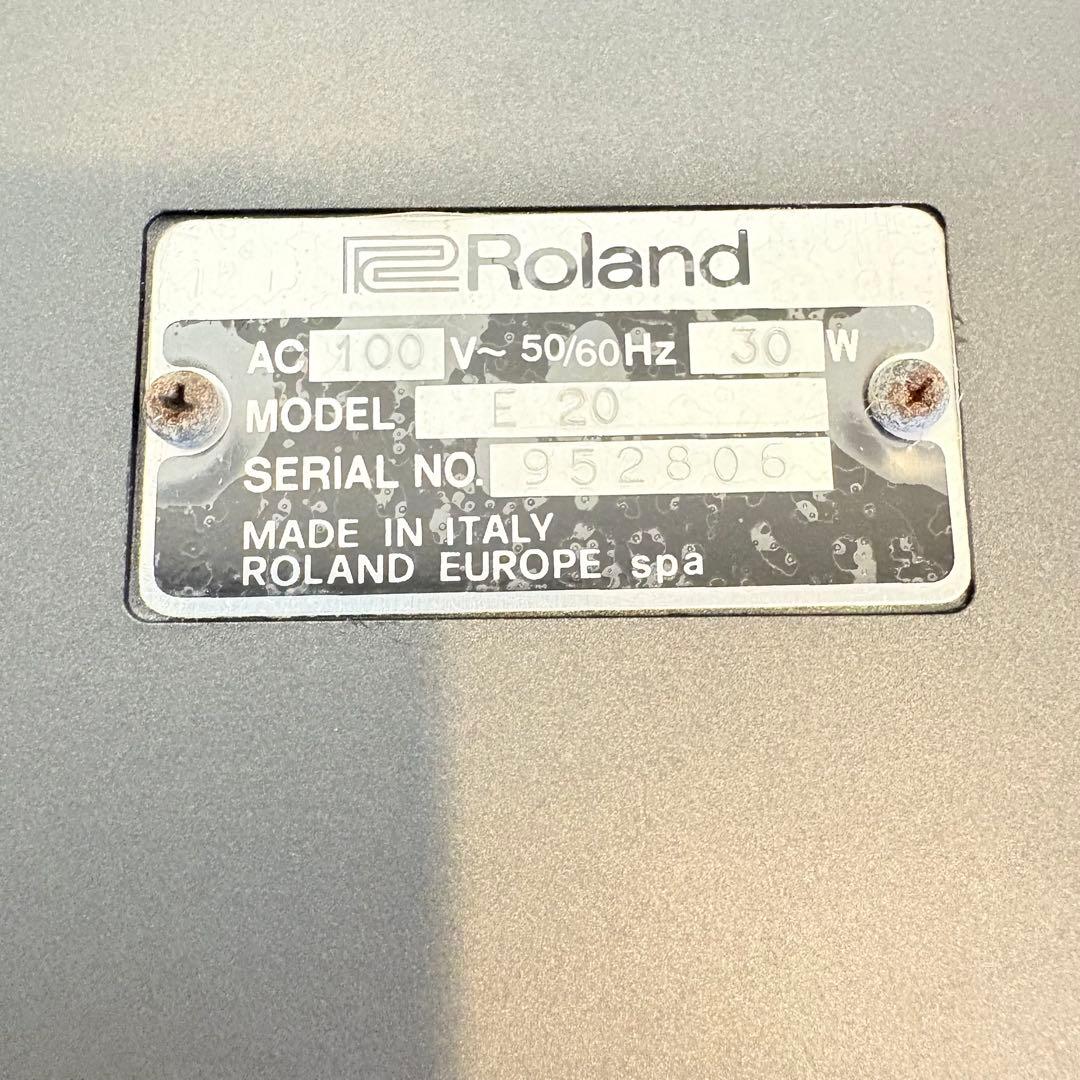 Roland
AC 100 V~ 50/60Hz 30 W
MODEL E 20
SERIAL NO. 952806
MADE IN ITALY
ROLAND EUROPE spa